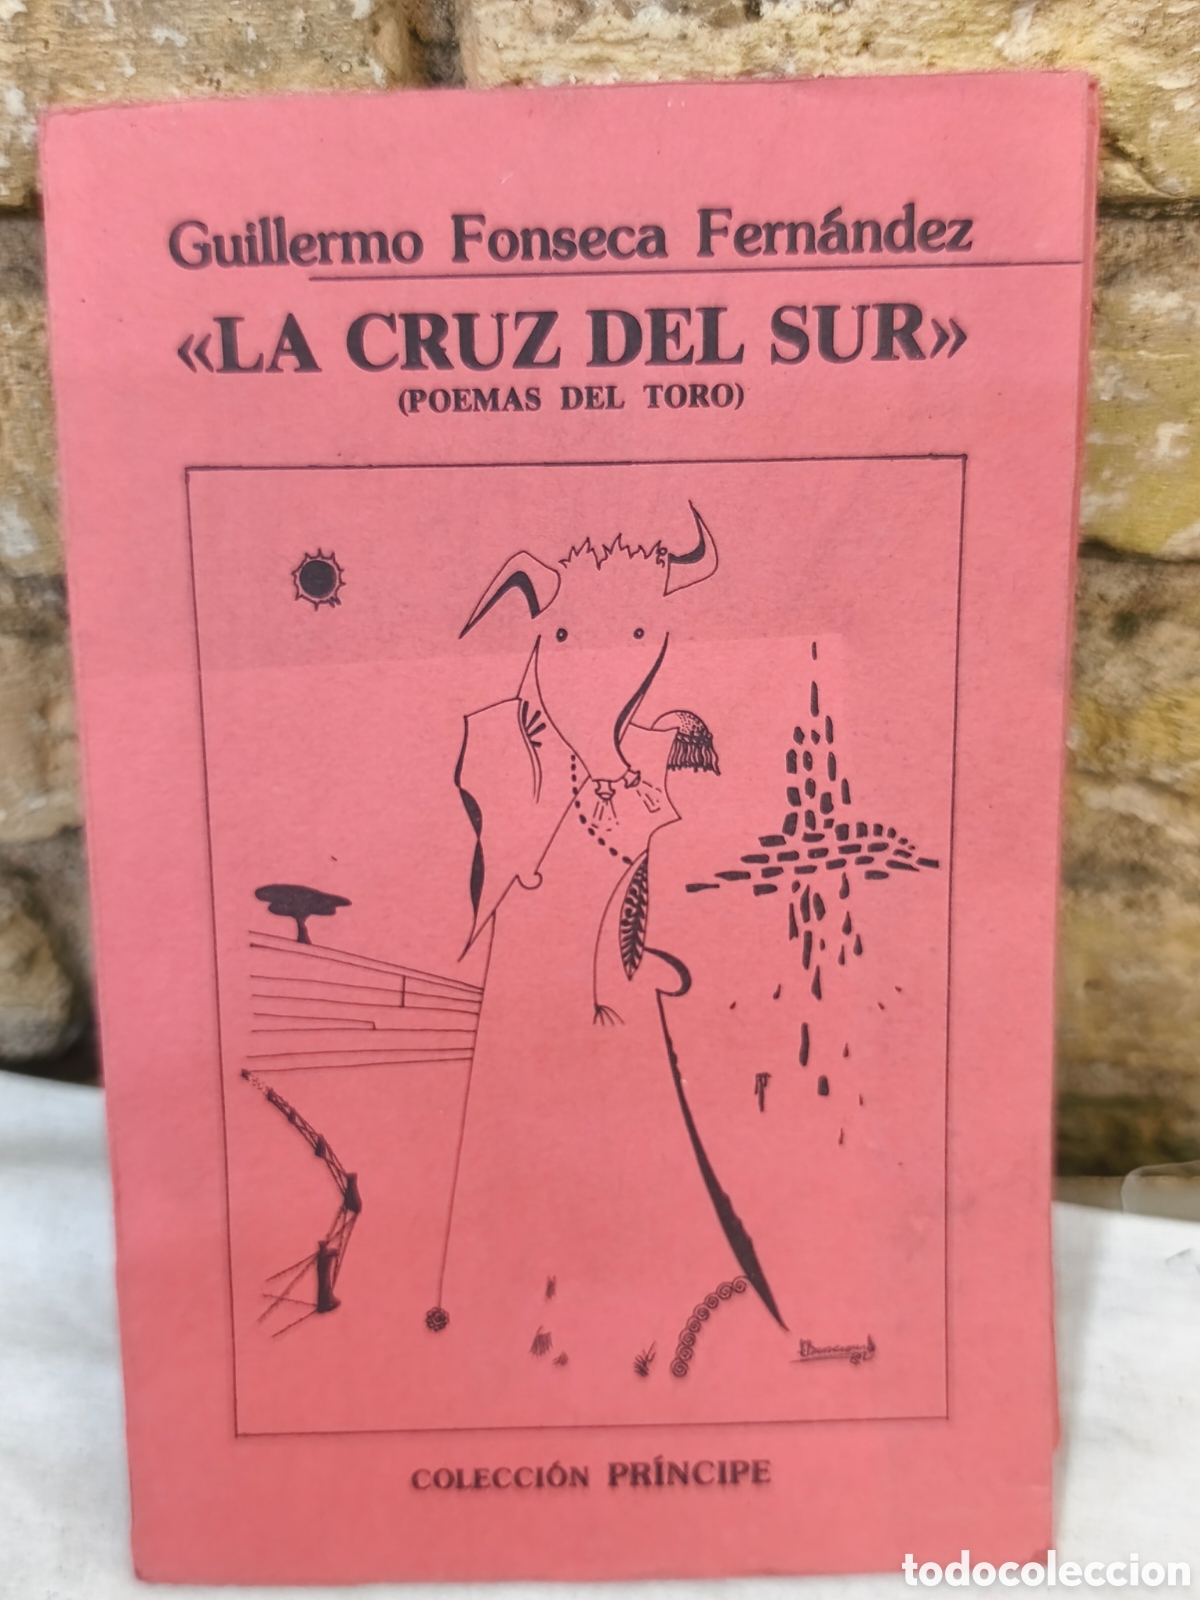 Guillermo Fonseca Fernández
«LA CRUZ DEL SUR»
(POEMAS DEL TORO)
COLECCIÓN PRÍNCIPE
todocoleccion